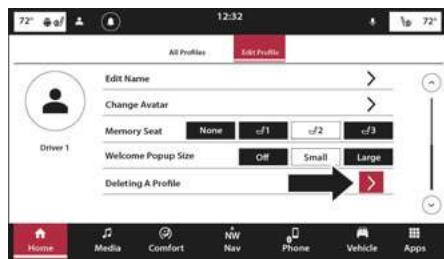 72° 12:32 72°
All Profiles Edit Profile
Edit Name
Change Avatar
Memory Seat None 1 2 3
Driver 1
Welcome Popup Size Off Small Large
Deleting A Profile
NW
Home Media Comfort Nav Phone Vehicle Apps